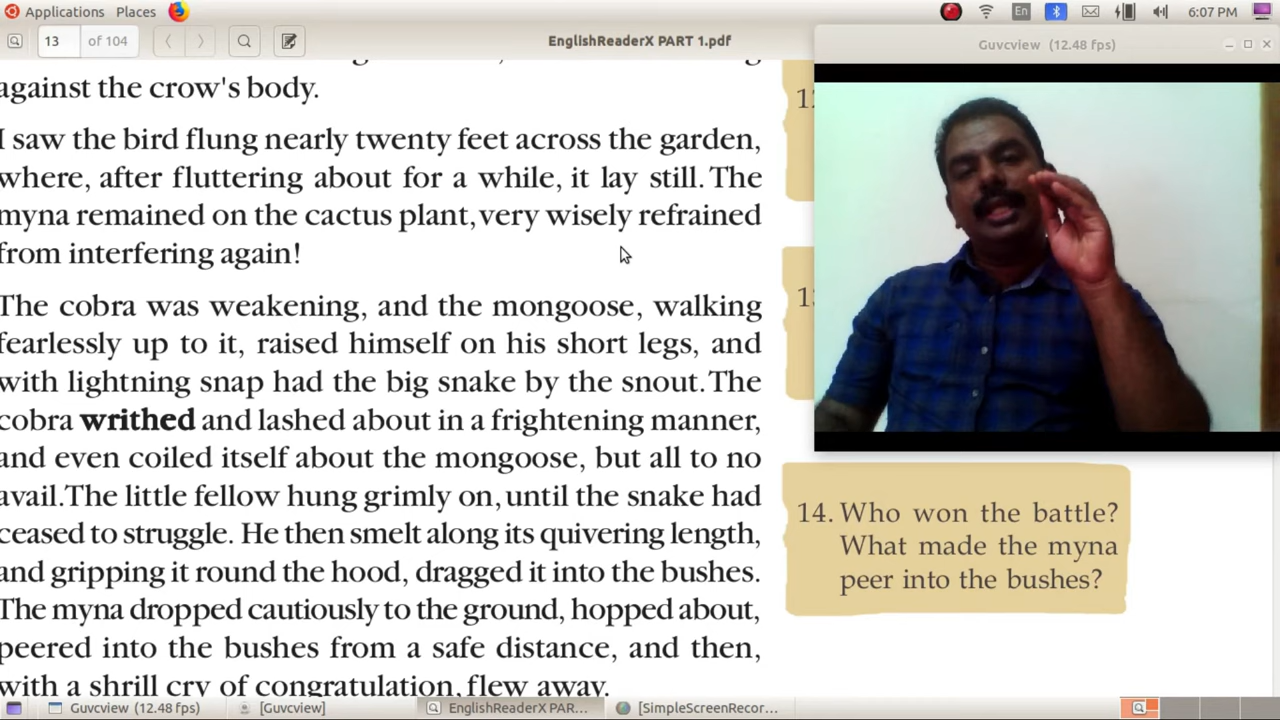 Applications Places En 6:07 PM
13 of 104 EnglishReaderX PART 1.pdf
Guvcview (12.48 fps)
against the crow's body.
I saw the bird flung nearly twenty feet across the garden,
where, after fluttering about for a while, it lay still. The
myna remained on the cactus plant, very wisely refrained
from interfering again!
The cobra was weakening, and the mongoose, walking
fearlessly up to it, raised himself on his short legs, and
with lightning snap had the big snake by the snout. The
cobra writhed and lashed about in a frightening manner,
and even coiled itself about the mongoose, but all to no
avail. The little fellow hung grimly on, until the snake had
ceased to struggle. He then smelt along its quivering length,
and gripping it round the hood, dragged it into the bushes.
The myna dropped cautiously to the ground, hopped about,
peered into the bushes from a safe distance, and then,
with a shrill cry of congratulation, flew away.
14. Who won the battle?
What made the myna
peer into the bushes?
Guvcview (12.48 fps) [Guvcview] EnglishReaderX PAR... [SimpleScreenRecor...